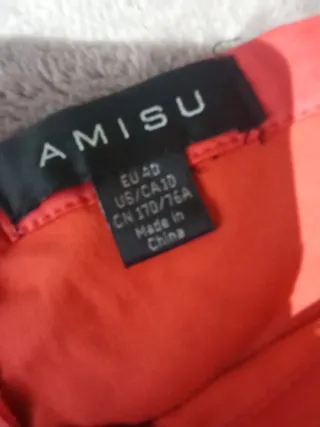 AMISU
EU 40
US/CA 10
CN 170/76A
Made in
China